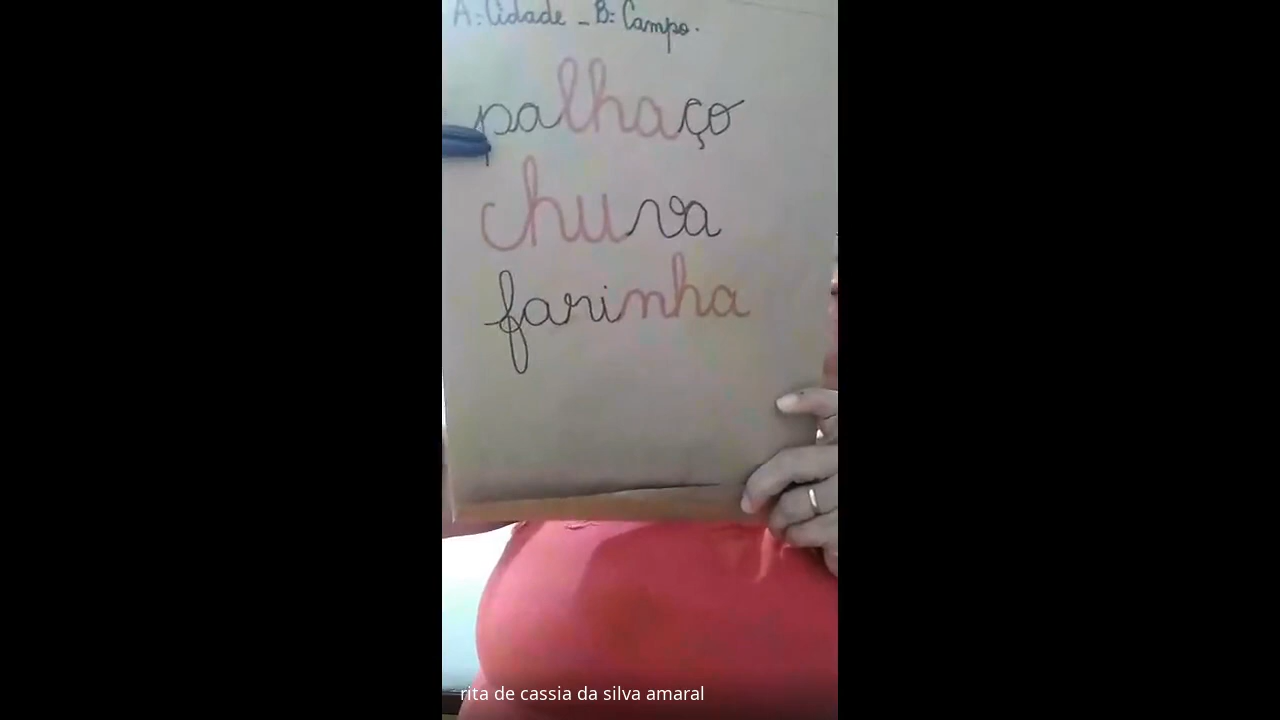 A: Cidade - B: Campo.
palhaço
chuva
farinha
rita de cassia da silva amaral